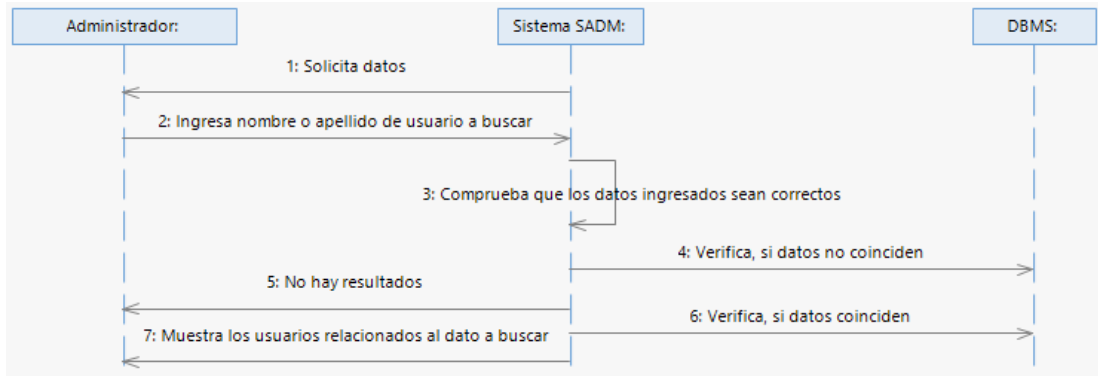 Administrador:
Sistema SADM:
DBMS:
1: Solicita datos
2: Ingresa nombre o apellido de usuario a buscar
3: Comprueba que los datos ingresados sean correctos
4: Verifica, si datos no coinciden
5: No hay resultados
6: Verifica, si datos coinciden
7: Muestra los usuarios relacionados al dato a buscar